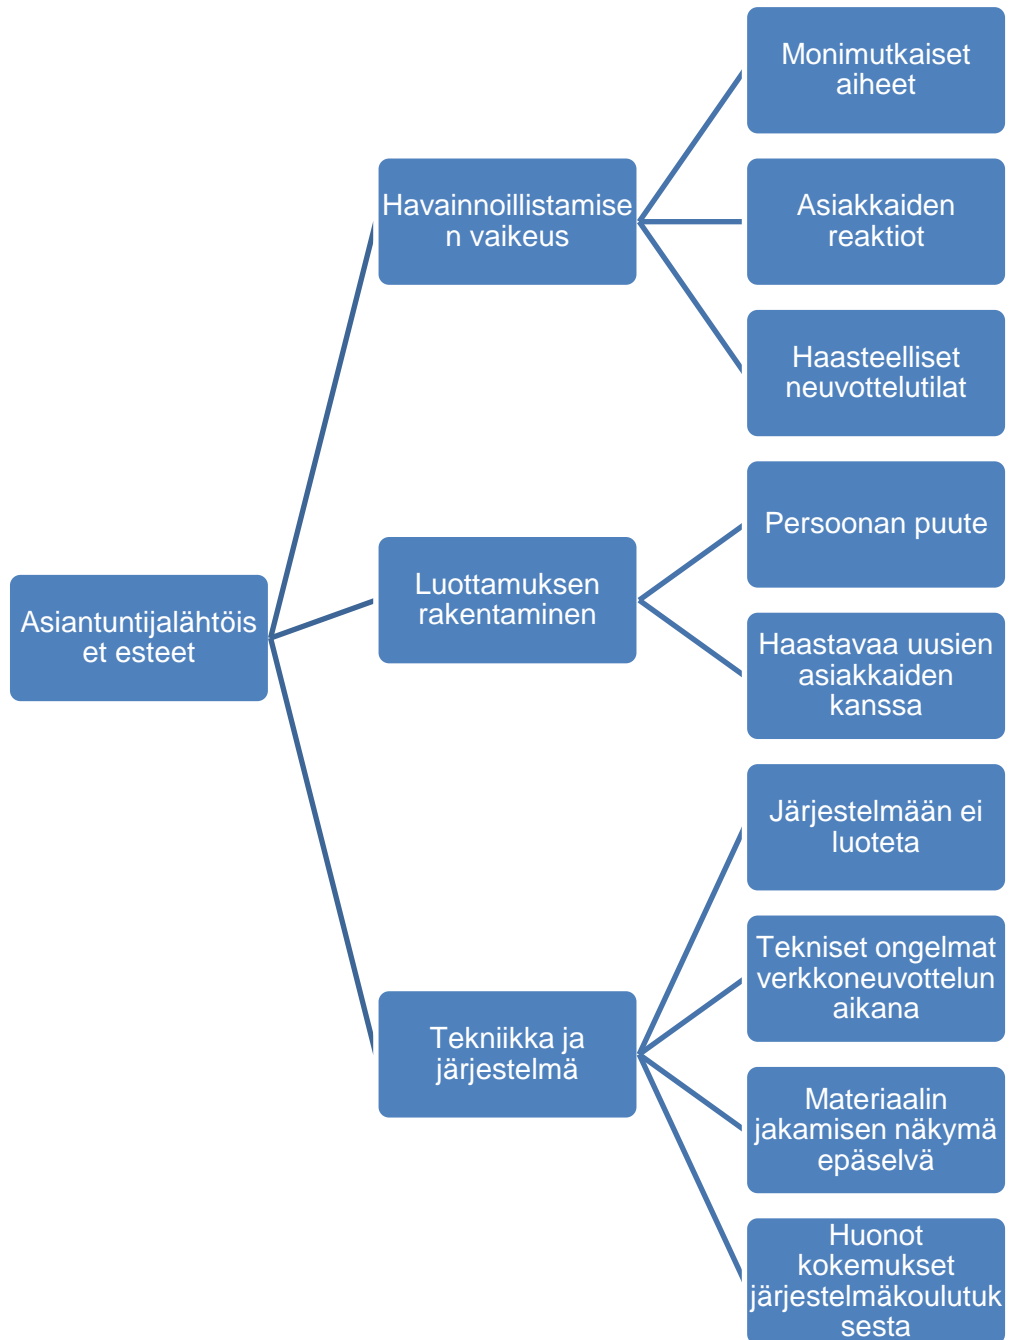 Asiantuntijalähtöis
et esteet
Havainnoillistamise
n vaikeus
Monimutkaiset
aiheet
Asiakkaiden
reaktiot
Haasteelliset
neuvottelutilat
Luottamuksen
rakentaminen
Persoonan puute
Haastavaa uusien
asiakkaiden
kanssa
Tekniikka ja
järjestelmä
Järjestelmään ei
luoteta
Tekniset ongelmat
verkkoneuvottelun
aikana
Materiaalin
jakamisen näkymä
epäselvä
Huonot
kokemukset
järjestelmäkoulutuk
sesta